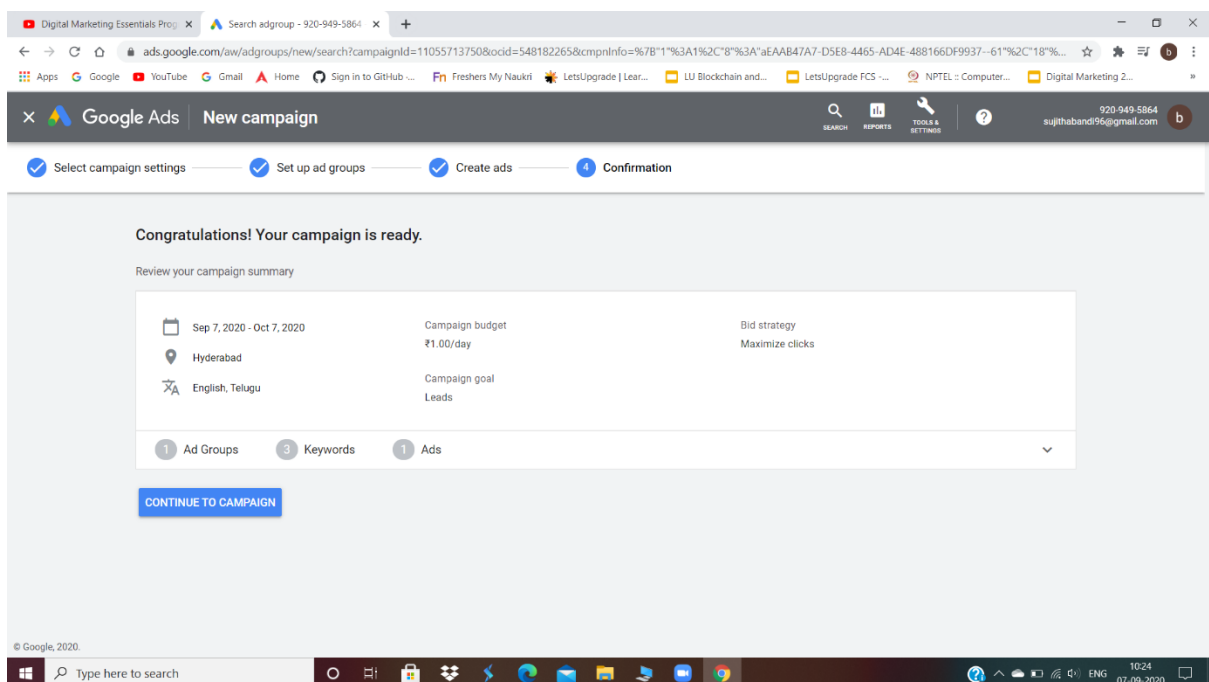 Digital Marketing Essentials Prog
Search adgroup - 920-949-5864
ads.google.com/aw/adgroups/new/search?campaignId=11055713750&ocid=548182265&cmpnInfo=%7B"1"%3A1%2C"8"%3A"aEAAB47A7-D5E8-4465-AD4E-488166DF9937--61"%2C"18"%...
b
Apps Google YouTube Gmail Home Sign in to GitHub ·... Fn Freshers My Naukri LetsUpgrade | Lear... LU Blockchain and... LetsUpgrade FCS -... NPTEL :: Computer... Digital Marketing 2... »
Google Ads New campaign
SEARCH REPORTS TOOLS & SETTINGS ? 920-949-5864
sujithabandi96@gmail.com b
Select campaign settings Set up ad groups Create ads 4 Confirmation
Congratulations! Your campaign is ready.
Review your campaign summary
Sep 7, 2020 - Oct 7, 2020
Hyderabad
English, Telugu
Campaign budget
₹1.00/day
Campaign goal
Leads
Bid strategy
Maximize clicks
1 Ad Groups 3 Keywords 1 Ads
CONTINUE TO CAMPAIGN
© Google, 2020.
Type here to search
ENG
10:24
07-09-2020